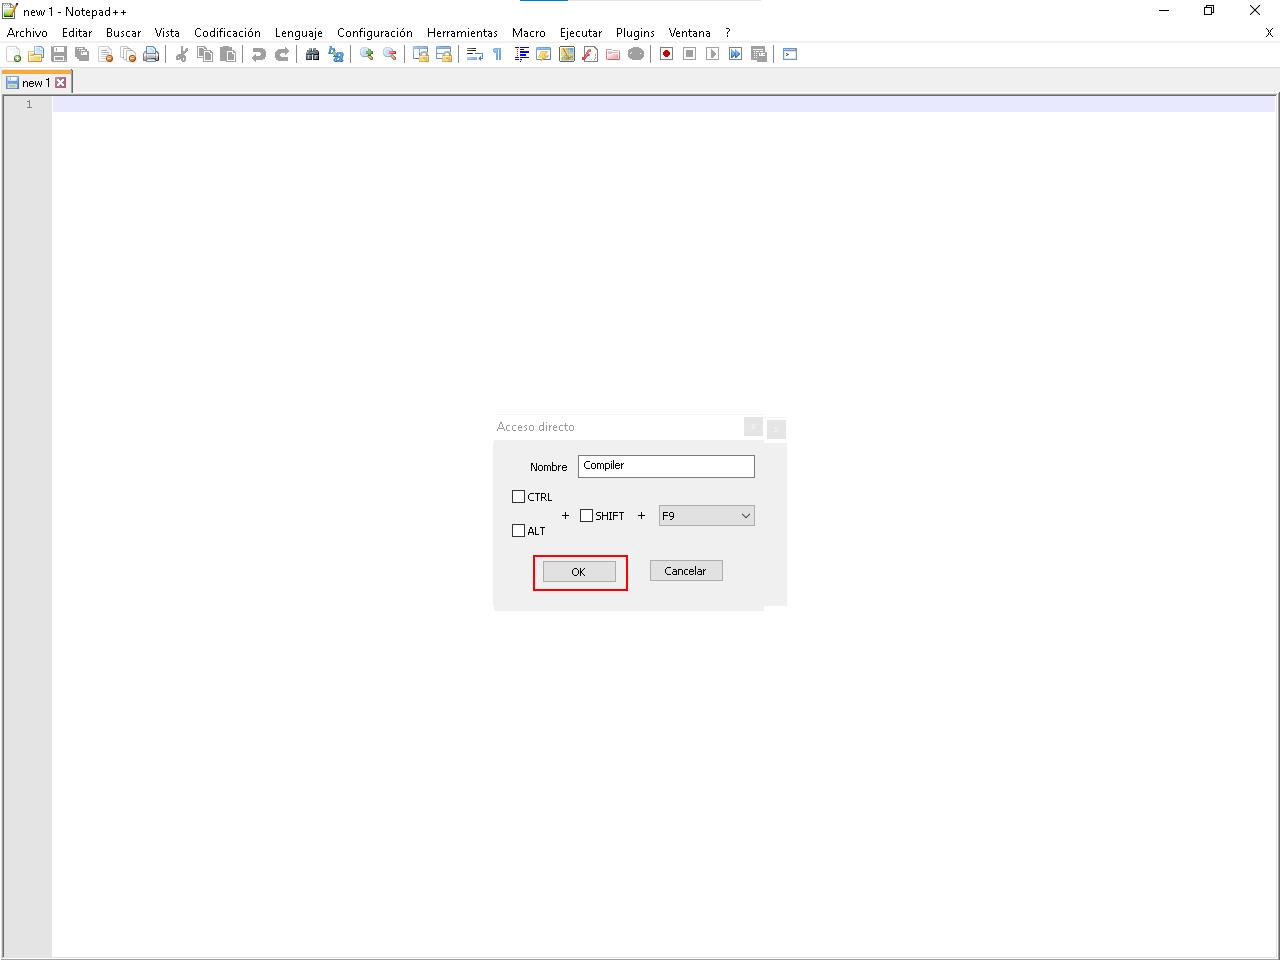 new 1 - Notepad++
Archivo Editar Buscar Vista Codificación Lenguaje Configuración Herramientas Macro Ejecutar Plugins Ventana ? X
new 1
1
Acceso directo
Nombre Compiler
CTRL
+ SHIFT + F9
ALT
OK Cancelar